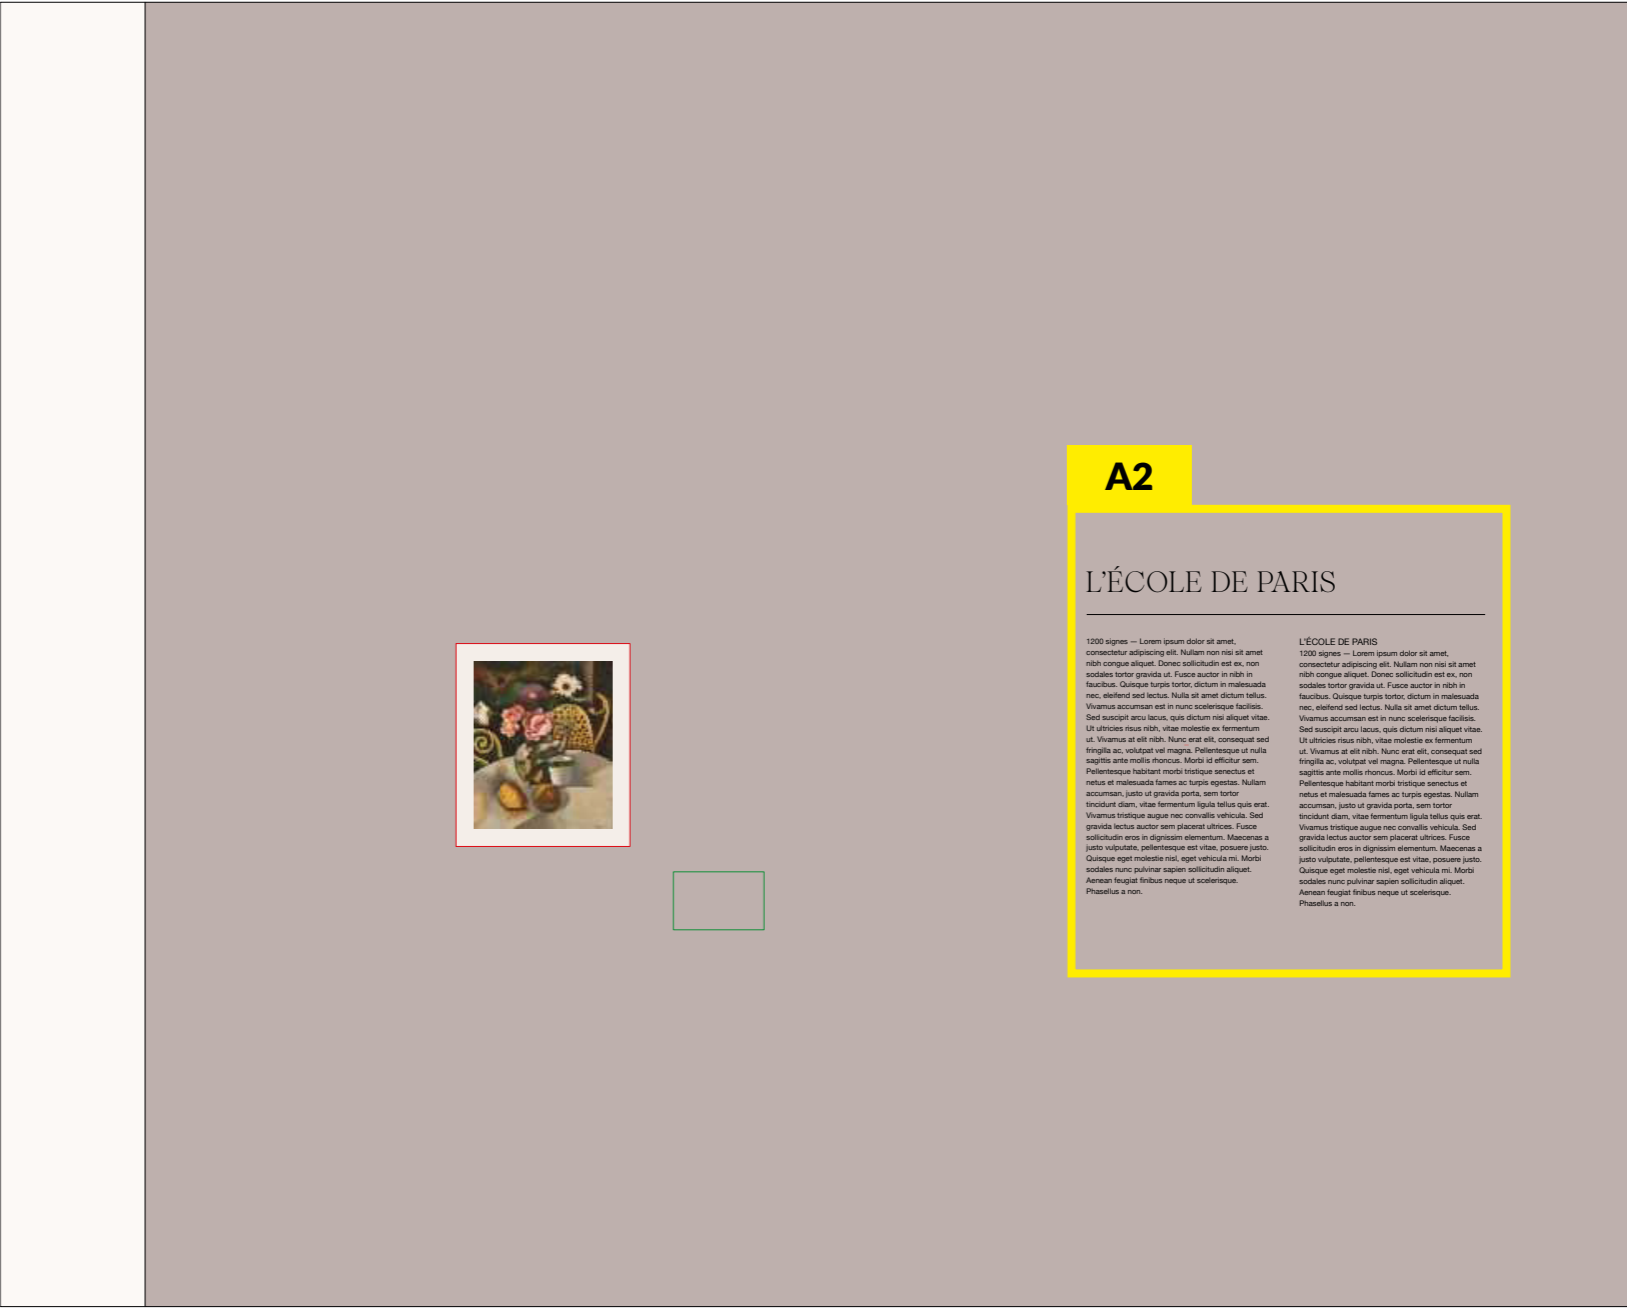 A2
L'ÉCOLE DE PARIS
1200 signes — Lorem ipsum dolor sit amet,
consectetur adipiscing elit. Nullam non nisi sit amet
nibh congue aliquet. Donec sollicitudin est ex, non
sodales tortor gravida ut. Fusce auctor in nibh in
faucibus. Quisque turpis tortor, dictum in malesuada
nec, eleifend sed lectus. Nulla sit amet dictum tellus.
Vivamus accumsan est in nunc scelerisque facilisis.
Sed suscipit arcu lacus, quis dictum nisi aliquet vitae.
Ut ultricies risus nibh, vitae molestie ex fermentum
ut. Vivamus at elit nibh. Nunc erat elit, consequat sed
fringilla ac, volutpat vel magna. Pellentesque ut nulla
sagittis ante mollis rhoncus. Morbi id efficitur sem.
Pellentesque habitant morbi tristique senectus et
netus et malesuada fames ac turpis egestas. Nullam
accumsan, justo ut gravida porta, sem tortor
tincidunt diam, vitae fermentum ligula tellus quis erat.
Vivamus tristique augue nec convallis vehicula. Sed
gravida lectus auctor sem placerat ultrices. Fusce
sollicitudin eros in dignissim elementum. Maecenas a
justo vulputate, pellentesque est vitae, posuere justo.
Quisque eget molestie nisl, eget vehicula mi. Morbi
sodales nunc pulvinar sapien sollicitudin aliquet.
Aenean feugiat finibus neque ut scelerisque.
Phasellus a non.
L'ÉCOLE DE PARIS
1200 signes — Lorem ipsum dolor sit amet,
consectetur adipiscing elit. Nullam non nisi sit amet
nibh congue aliquet. Donec sollicitudin est ex, non
sodales tortor gravida ut. Fusce auctor in nibh in
faucibus. Quisque turpis tortor, dictum in malesuada
nec, eleifend sed lectus. Nulla sit amet dictum tellus.
Vivamus accumsan est in nunc scelerisque facilisis.
Sed suscipit arcu lacus, quis dictum nisi aliquet vitae.
Ut ultricies risus nibh, vitae molestie ex fermentum
ut. Vivamus at elit nibh. Nunc erat elit, consequat sed
fringilla ac, volutpat vel magna. Pellentesque ut nulla
sagittis ante mollis rhoncus. Morbi id efficitur sem.
Pellentesque habitant morbi tristique senectus et
netus et malesuada fames ac turpis egestas. Nullam
accumsan, justo ut gravida porta, sem tortor
tincidunt diam, vitae fermentum ligula tellus quis erat.
Vivamus tristique augue nec convallis vehicula. Sed
gravida lectus auctor sem placerat ultrices. Fusce
sollicitudin eros in dignissim elementum. Maecenas a
justo vulputate, pellentesque est vitae, posuere justo.
Quisque eget molestie nisl, eget vehicula mi. Morbi
sodales nunc pulvinar sapien sollicitudin aliquet.
Aenean feugiat finibus neque ut scelerisque.
Phasellus a non.